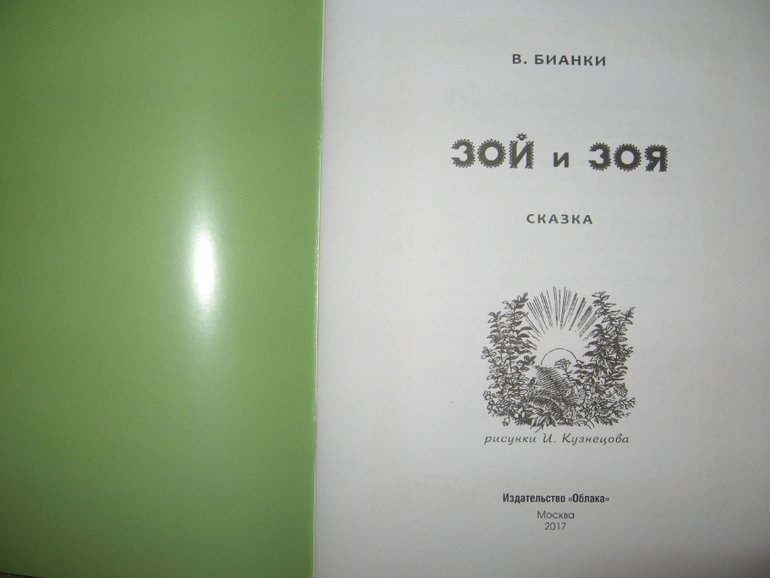 В. БИАНКИ
ЗОЙ и ЗОЯ
СКАЗКА
рисунки И. Кузнецова
Издательство «Облака»
Москва
2017